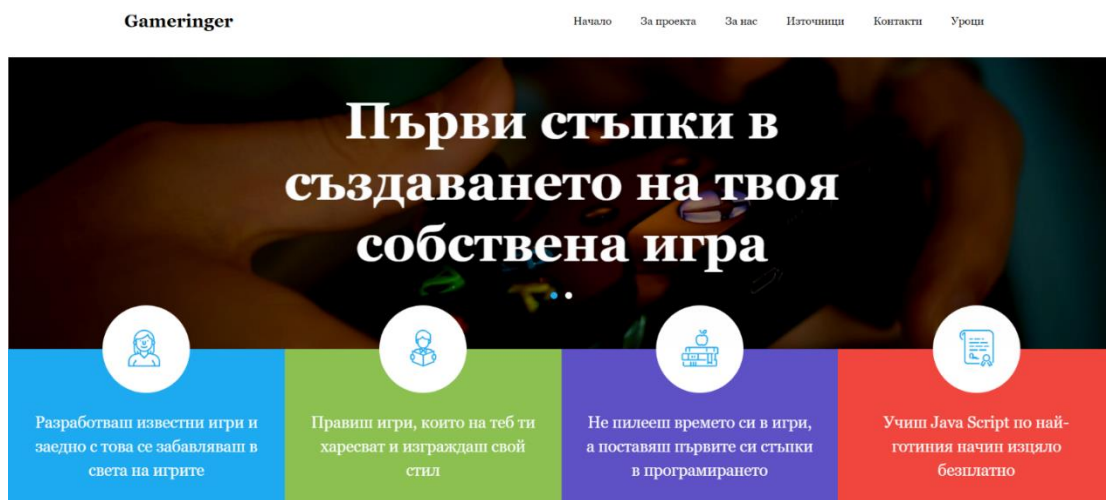 Gameringer
Начало За проекта За нас Източници Контакти Уроци
Първи стъпки в
създаването на твоя
собствена игра
Разработваш известни игри и
заедно с това се забавляваш в
света на игрите
Правиш игри, които на теб ти
харесват и изграждаш свой
стил
Не пилееш времето си в игри,
а поставяш първите си стъпки
в програмирането
Учиш Java Script по най-
готиния начин изцяло
безплатно